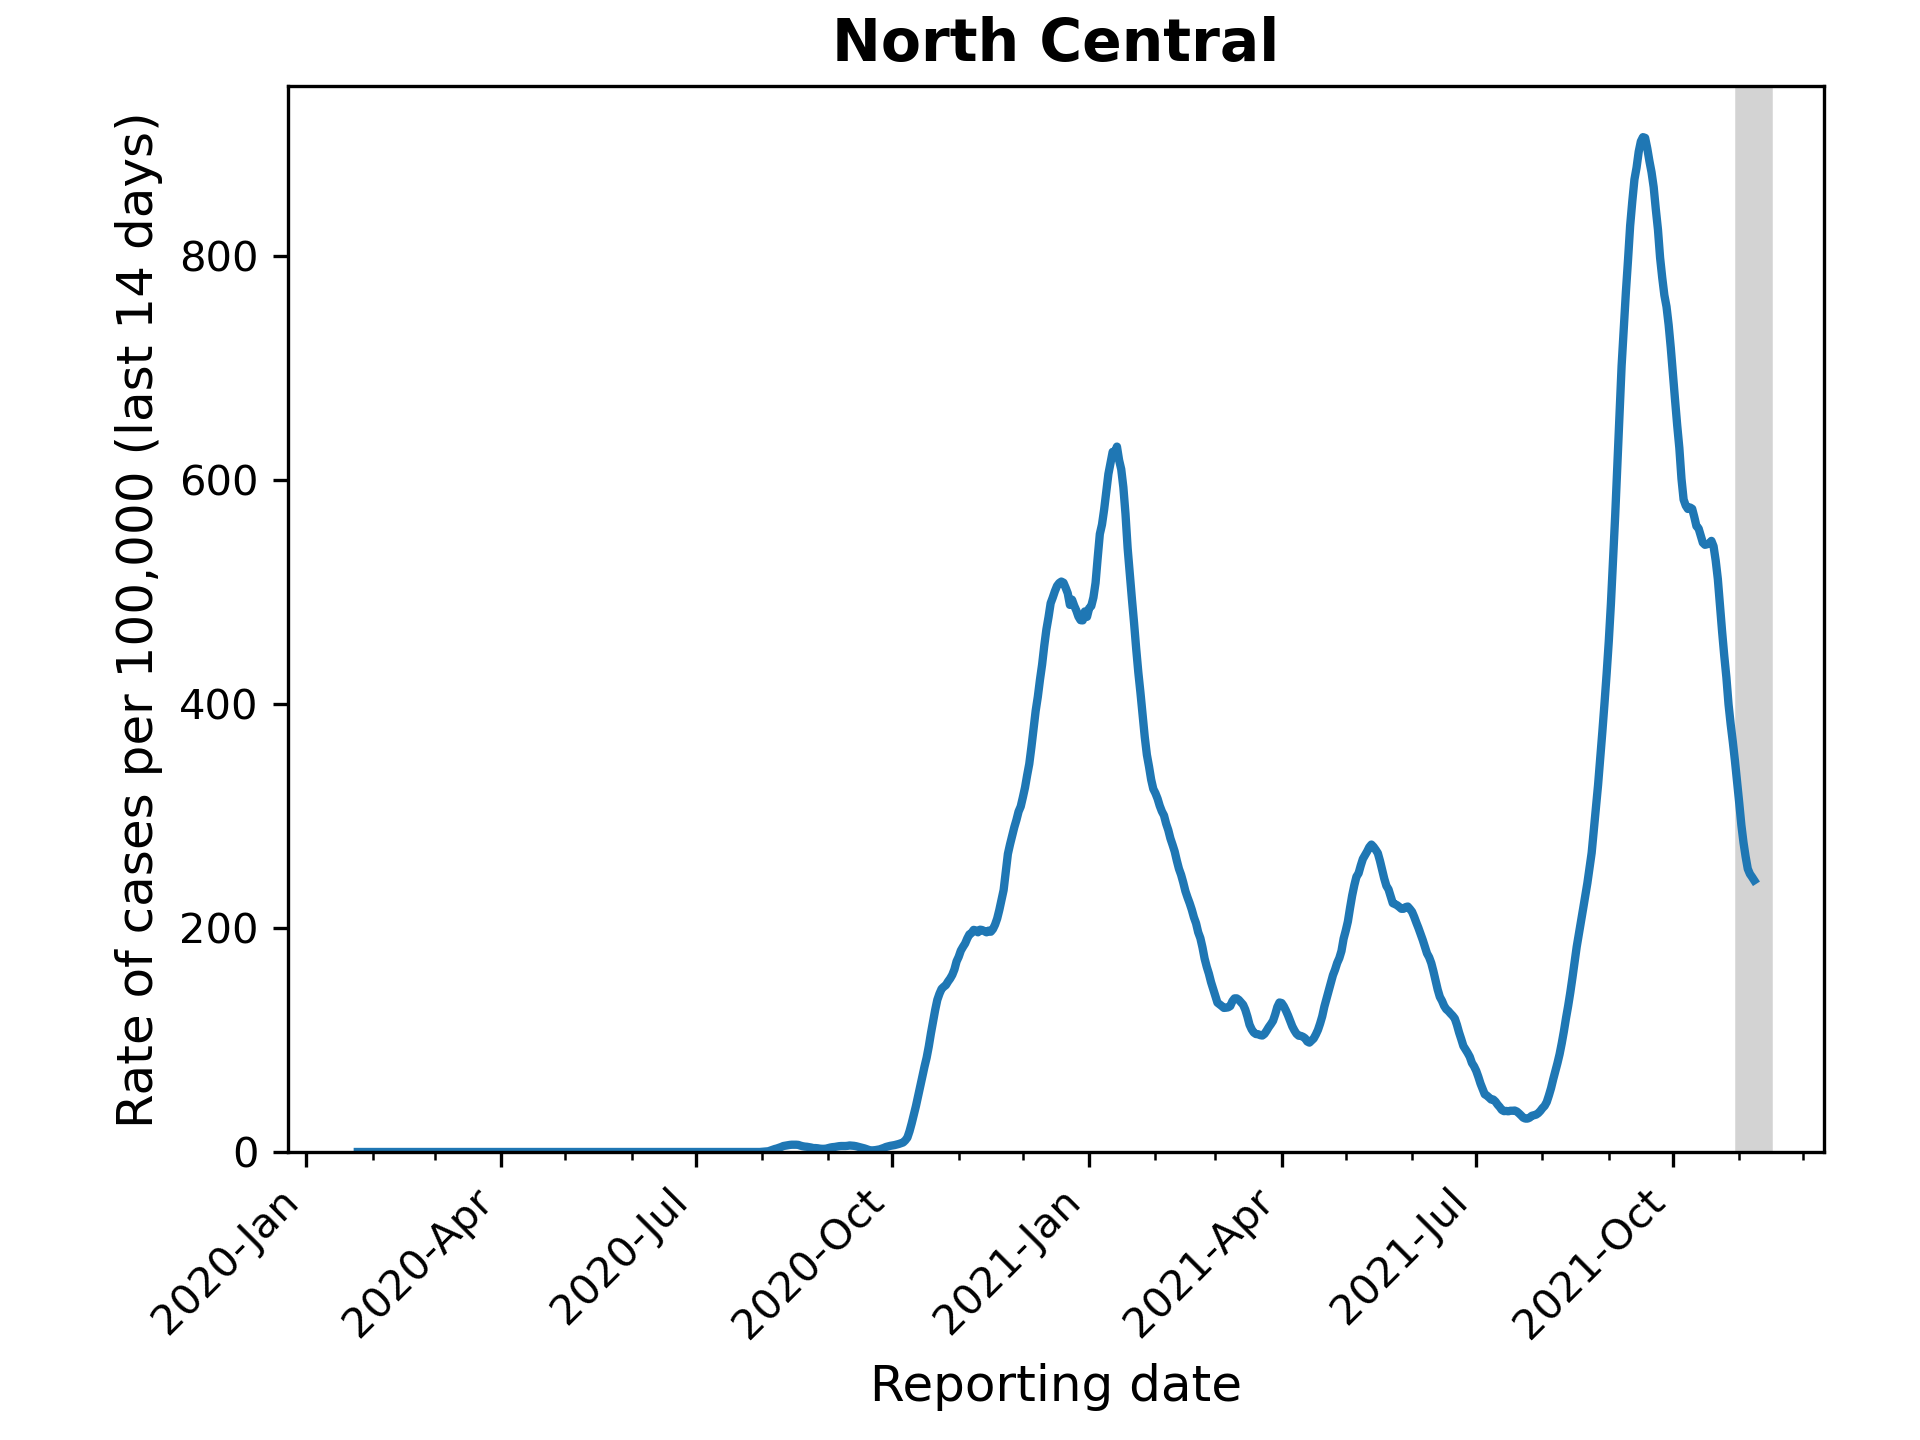 North Central
Rate of cases per 100,000 (last 14 days)
800
600
400
200
0
2020-Jan
2020-Apr
2020-Jul
2020-Oct
2021-Jan
2021-Apr
2021-Jul
2021-Oct
Reporting date